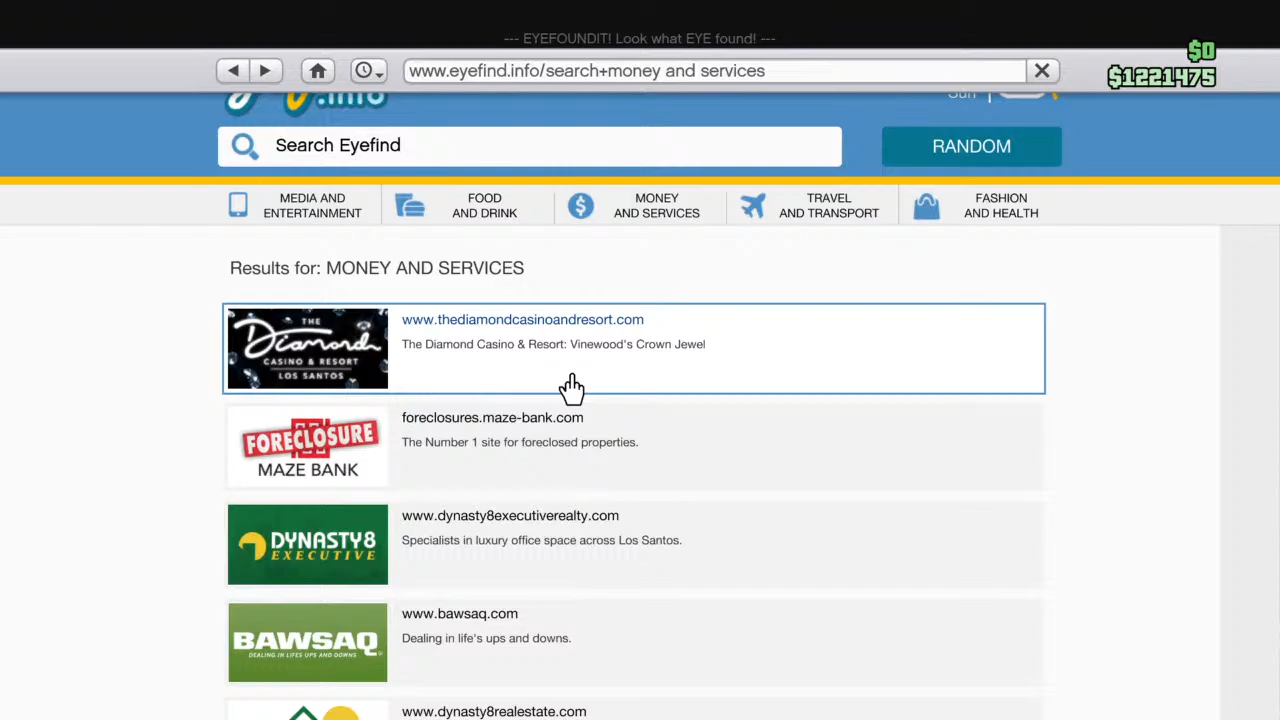 --- EYEFOUNDIT! Look what EYE found! ---
$0
www.eyefind.info/search+money and services
$1221475
.info
Sun
Search Eyefind
RANDOM
MEDIA AND
ENTERTAINMENT
FOOD
AND DRINK
MONEY
AND SERVICES
TRAVEL
AND TRANSPORT
FASHION
AND HEALTH
Results for: MONEY AND SERVICES
THE
Diamond
CASINO & RESORT
LOS SANTOS
www.thediamondcasinoandresort.com
The Diamond Casino & Resort: Vinewood's Crown Jewel
FORECLOSURE
MAZE BANK
foreclosures.maze-bank.com
The Number 1 site for foreclosed properties.
DYNASTY8
EXECUTIVE
www.dynasty8executiverealty.com
Specialists in luxury office space across Los Santos.
BAWSAQ
DEALING IN LIFES UPS AND DOWNS
www.bawsaq.com
Dealing in life's ups and downs.
www.dynasty8realestate.com